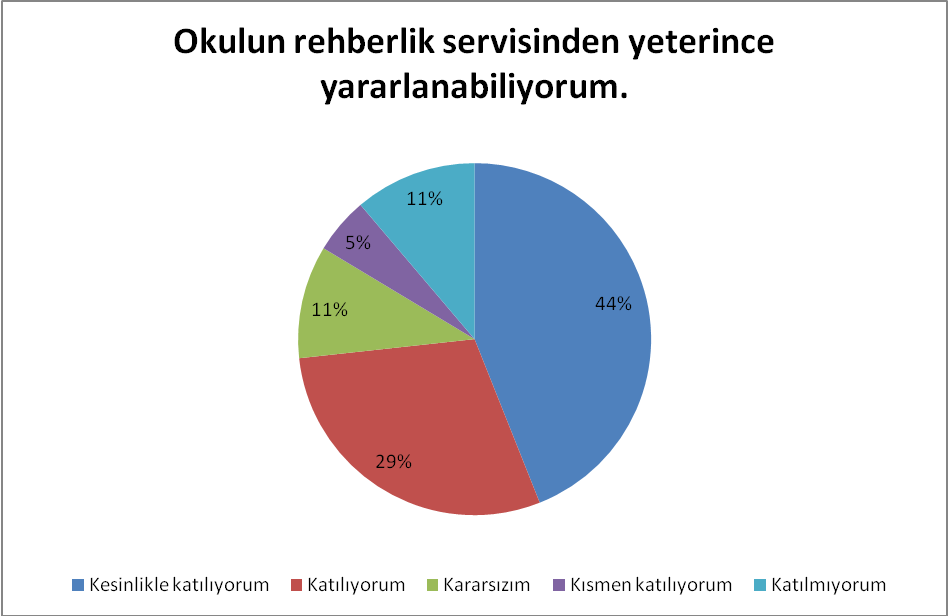 Okulun rehberlik servisinden yeterince
yararlanabiliyorum.
11%
5%
44%
11%
29%
Kesinlikle katılıyorum Katılıyorum Kararsızım Kısmen katılıyorum Katılmıyorum